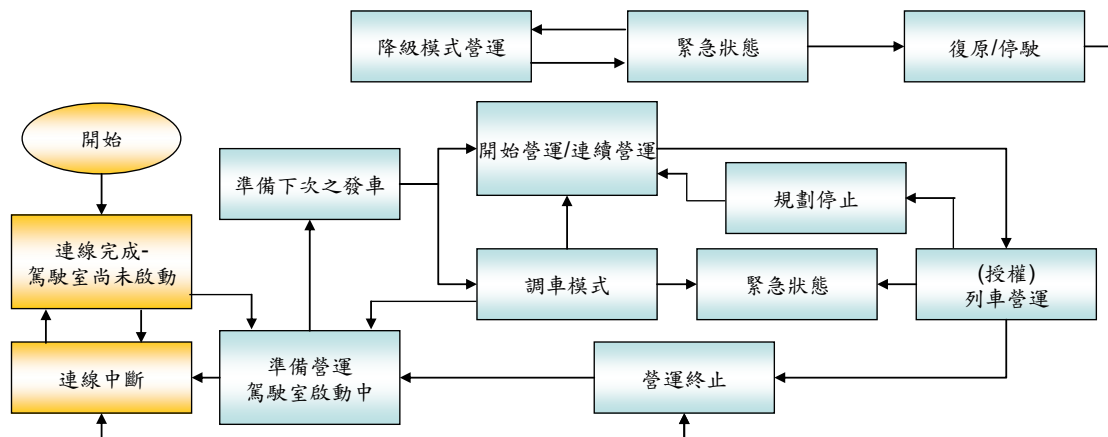 降級模式營運
緊急狀態
復原/停駛
開始
準備下次之發車
開始營運/連續營運
規劃停止
連線完成-
駕駛室尚未啟動
調車模式
緊急狀態
(授權)
列車營運
連線中斷
準備營運
駕駛室啟動中
營運終止